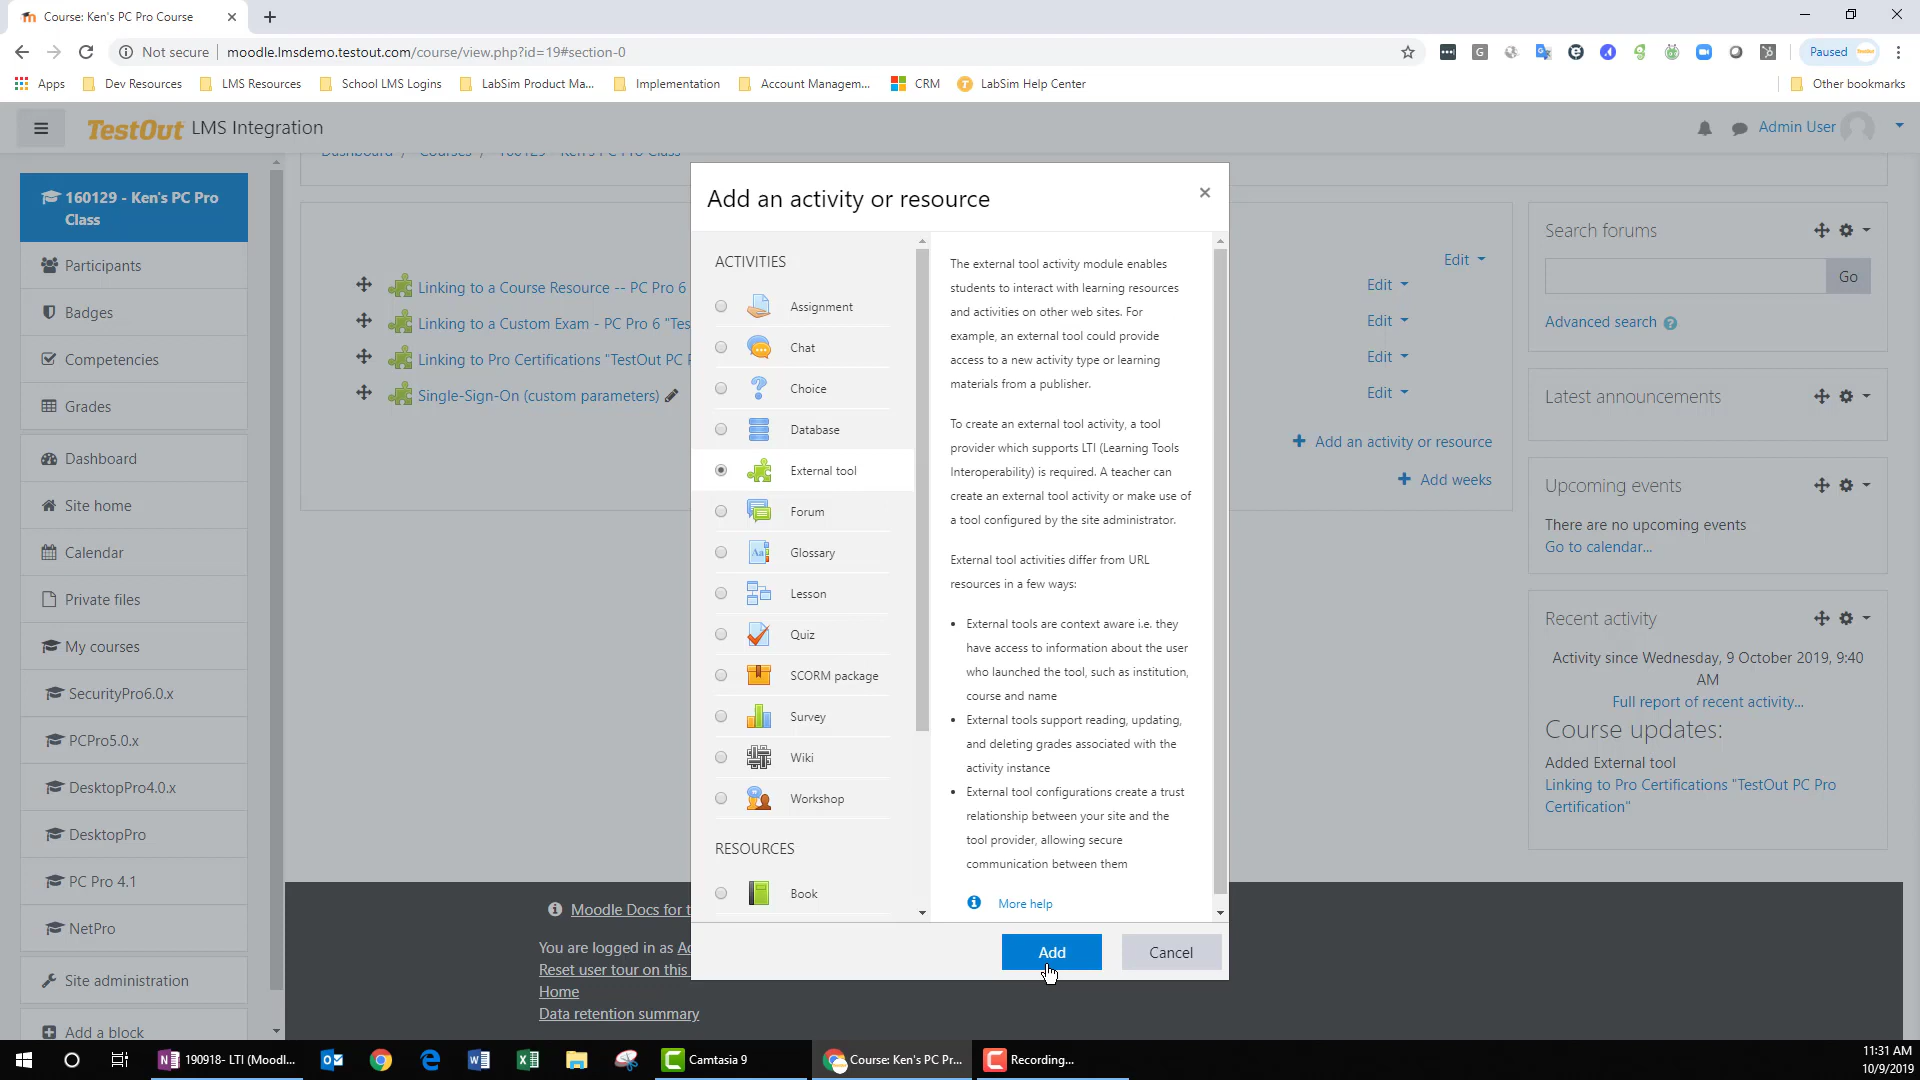 Course: Ken's PC Pro Course
Not secure
moodle.lmsdemo.testout.com/course/view.php?id=19#section-0
Paused
Apps
Dev Resources
LMS Resources
School LMS Logins
LabSim Product Ma...
Implementation
Account Managem...
CRM
LabSim Help Center
Other bookmarks
TestOut LMS Integration
Admin User
160129 - Ken's PC Pro
Class
Participants
Badges
Competencies
Grades
Dashboard
Site home
Calendar
Private files
My courses
SecurityPro6.0.x
PCPro5.0.x
DesktopPro4.0.x
DesktopPro
PC Pro 4.1
NetPro
Site administration
Add a block
Dashboard / Courses / 160129 - Ken's PC Pro Class
Edit
Linking to a Course Resource -- PC Pro 6
Edit
Linking to a Custom Exam - PC Pro 6 "Tes
Edit
Linking to Pro Certifications "TestOut PC P
Edit
Single-Sign-On (custom parameters)
Edit
Add an activity or resource
Add weeks
Add an activity or resource
ACTIVITIES
Assignment
Chat
Choice
Database
External tool
Forum
Glossary
Lesson
Quiz
SCORM package
Survey
Wiki
Workshop
RESOURCES
Book
The external tool activity module enables
students to interact with learning resources
and activities on other web sites. For
example, an external tool could provide
access to a new activity type or learning
materials from a publisher.
To create an external tool activity, a tool
provider which supports LTI (Learning Tools
Interoperability) is required. A teacher can
create an external tool activity or make use of
a tool configured by the site administrator.
External tool activities differ from URL
resources in a few ways:
External tools are context aware i.e. they
have access to information about the user
who launched the tool, such as institution,
course and name
External tools support reading, updating,
and deleting grades associated with the
activity instance
External tool configurations create a trust
relationship between your site and the
tool provider, allowing secure
communication between them
More help
Add
Cancel
Search forums
Go
Advanced search
Latest announcements
Upcoming events
There are no upcoming events
Go to calendar...
Recent activity
Activity since Wednesday, 9 October 2019, 9:40
AM
Full report of recent activity...
Course updates:
Added External tool
Linking to Pro Certifications "TestOut PC Pro
Certification"
Moodle Docs for t
You are logged in as Ad
Reset user tour on this
Home
Data retention summary
190918- LTI (Moodl...
Camtasia 9
Course: Ken's PC Pr...
Recording...
11:31 AM
10/9/2019